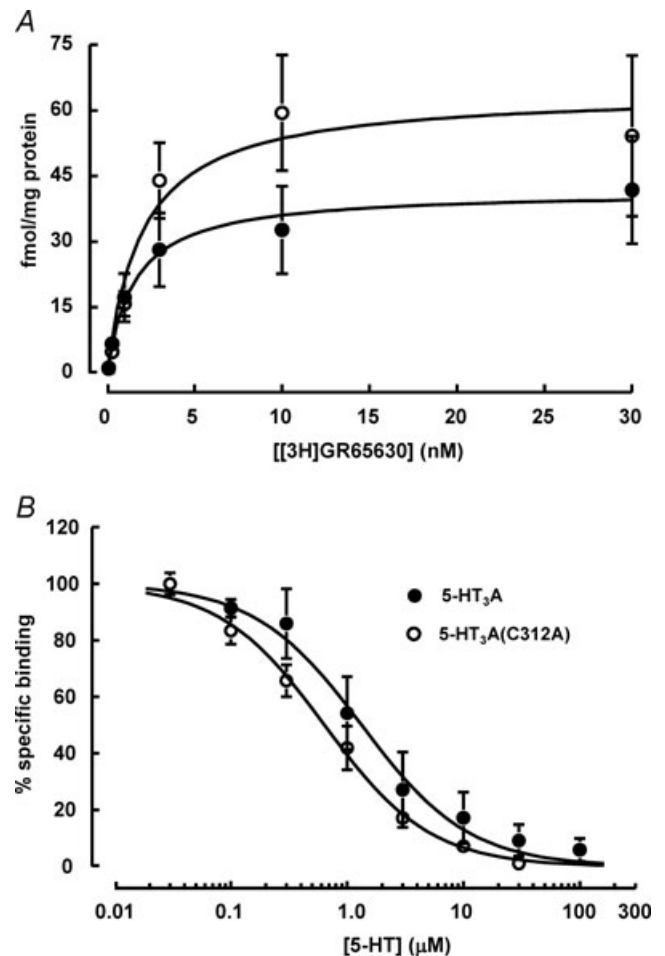 A
75
60
45
30
15
0
fmol/mg protein
0 5 10 15 20 25 30
[[3H]GR65630] (nM)
B
120
100
80
60
40
20
0
% specific binding
5-HT₃A
5-HT₃A(C312A)
0.01 0.1 1.0 10 100 300
[5-HT] (μM)